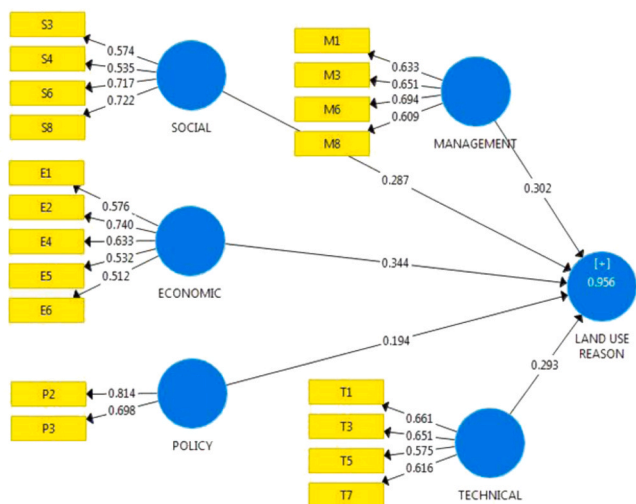 S3
S4
S6
S8
0.574
0.535
0.717
0.722
SOCIAL
M1
M3
M6
M8
0.633
0.651
0.694
0.609
MANAGEMENT
0.287
0.302
E1
E2
E4
E5
E6
0.576
0.740
0.633
0.532
0.512
ECONOMIC
0.344
[+]
0.956
LAND USE
REASON
0.194
0.293
P2
P3
0.814
0.698
POLICY
T1
T3
T5
T7
0.661
0.651
0.575
0.616
TECHNICAL